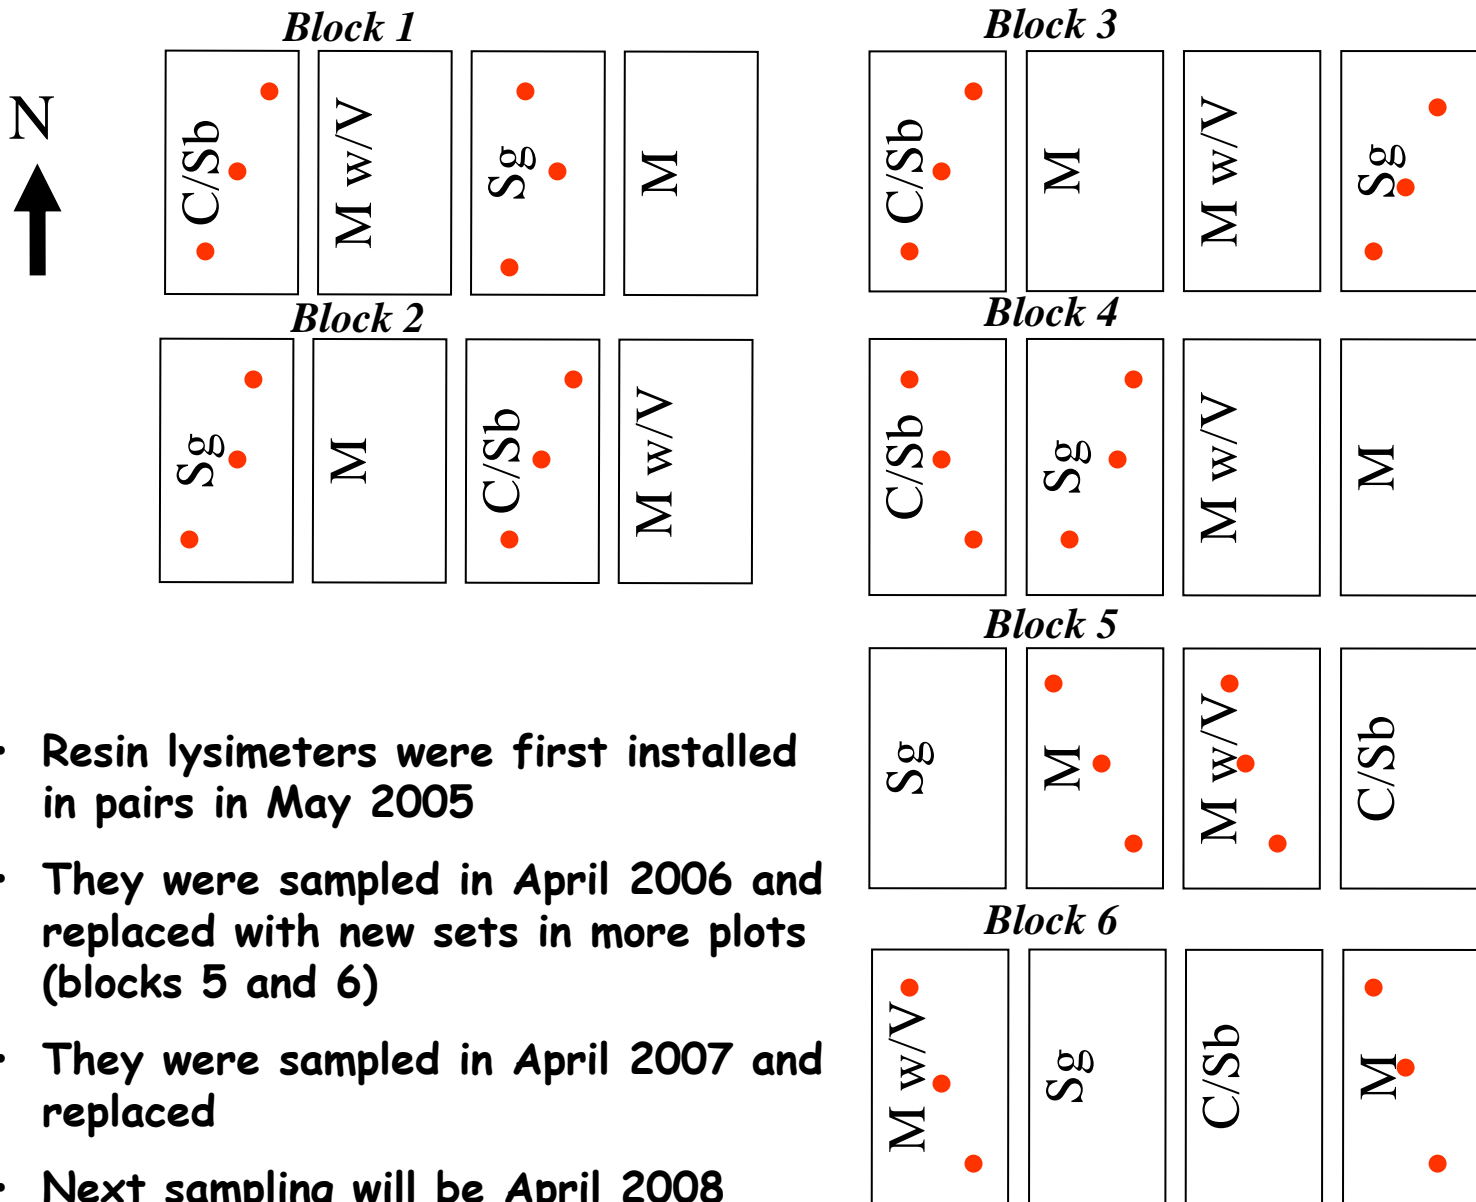 N
Block 1
C/Sb
M w/V
Sg
M
Block 2
Sg
M
C/Sb
M w/V
Block 3
C/Sb
M
M w/V
Sg
Block 4
C/Sb
Sg
M w/V
M
Block 5
Sg
M
M w/V
C/Sb
Block 6
M w/V
Sg
C/Sb
M
• Resin lysimeters were first installed
in pairs in May 2005
• They were sampled in April 2006 and
replaced with new sets in more plots
(blocks 5 and 6)
• They were sampled in April 2007 and
replaced
• Next sampling will be April 2008